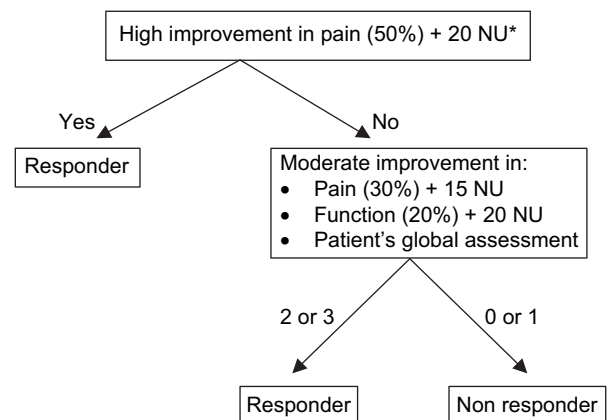 High improvement in pain (50%) + 20 NU*
Yes
No
Responder
Moderate improvement in:
• Pain (30%) + 15 NU
• Function (20%) + 20 NU
• Patient's global assessment
2 or 3
0 or 1
Responder
Non responder